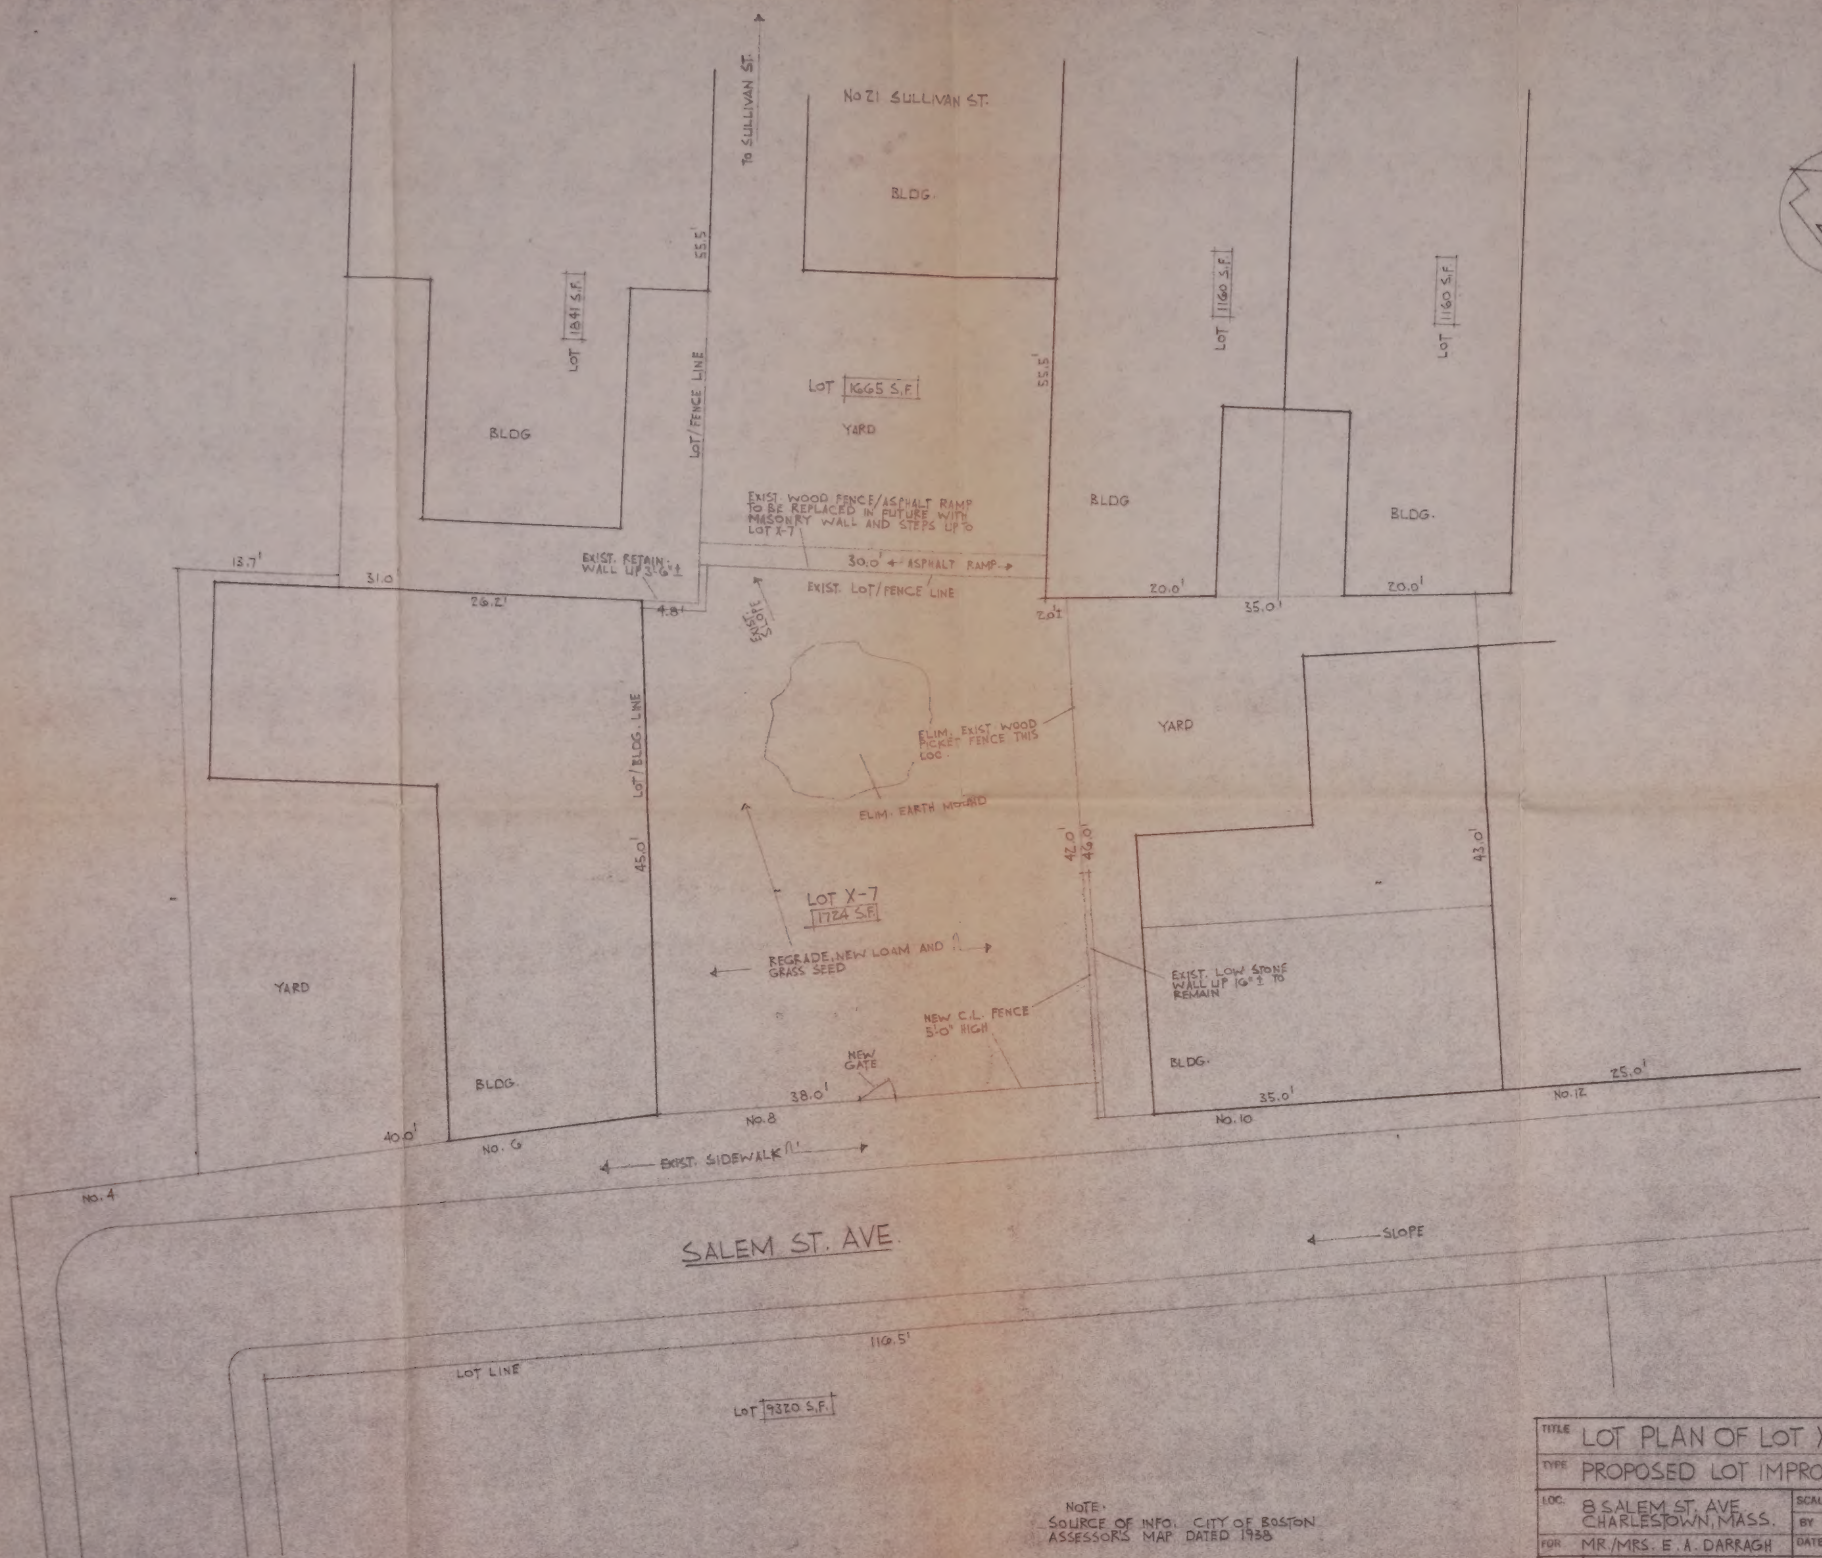 TO SULLIVAN ST.
No 21 SULLIVAN ST.
BLDG.
55.5'
LOT 1841 S.F.
LOT 1160 S.F.
LOT 1160 S.F.
LOT/FENCE LINE
55.5'
LOT 1665 S.F.
YARD
BLDG
EXIST. WOOD FENCE/ASPHALT RAMP
TO BE REPLACED IN FUTURE WITH
MASONRY WALL AND STEPS UP TO
LOT X-7
BLDG
BLDG.
13.7'
31.0
EXIST. RETAIN.
WALL UP 3'-6" ±
30.0' ASPHALT RAMP
EXIST. LOT/FENCE LINE
26.2'
4.8'
EXIST.
SLOPE
2.0'±
20.0'
35.0'
20.0'
LOT/BLDG. LINE
ELIM. EXIST. WOOD
PICKET FENCE THIS
LOC.
YARD
ELIM. EARTH MOUND
45.0'
42.0'
46.0'
43.0'
LOT X-7
1724 S.F.
REGRADE, NEW LOAM AND
GRASS SEED
YARD
EXIST. LOW STONE
WALL UP 16" ± TO
REMAIN
NEW C.L. FENCE
5'-0" HIGH
NEW
GATE
BLDG.
BLDG.
38.0'
35.0'
25.0'
40.0'
No. 4
No. 6
No. 8
No. 10
No. 12
EXIST. SIDEWALK
SALEM ST. AVE.
SLOPE
116.5'
LOT LINE
LOT 9320 S.F.
NOTE:
SOURCE OF INFO. CITY OF BOSTON
ASSESSOR'S MAP DATED 1938
TITLE LOT PLAN OF LOT X
TYPE PROPOSED LOT IMPRO
LOC. 8 SALEM ST. AVE.
CHARLESTOWN, MASS.
SCAL
BY
FOR MR./MRS. E. A. DARRAGH
DATE